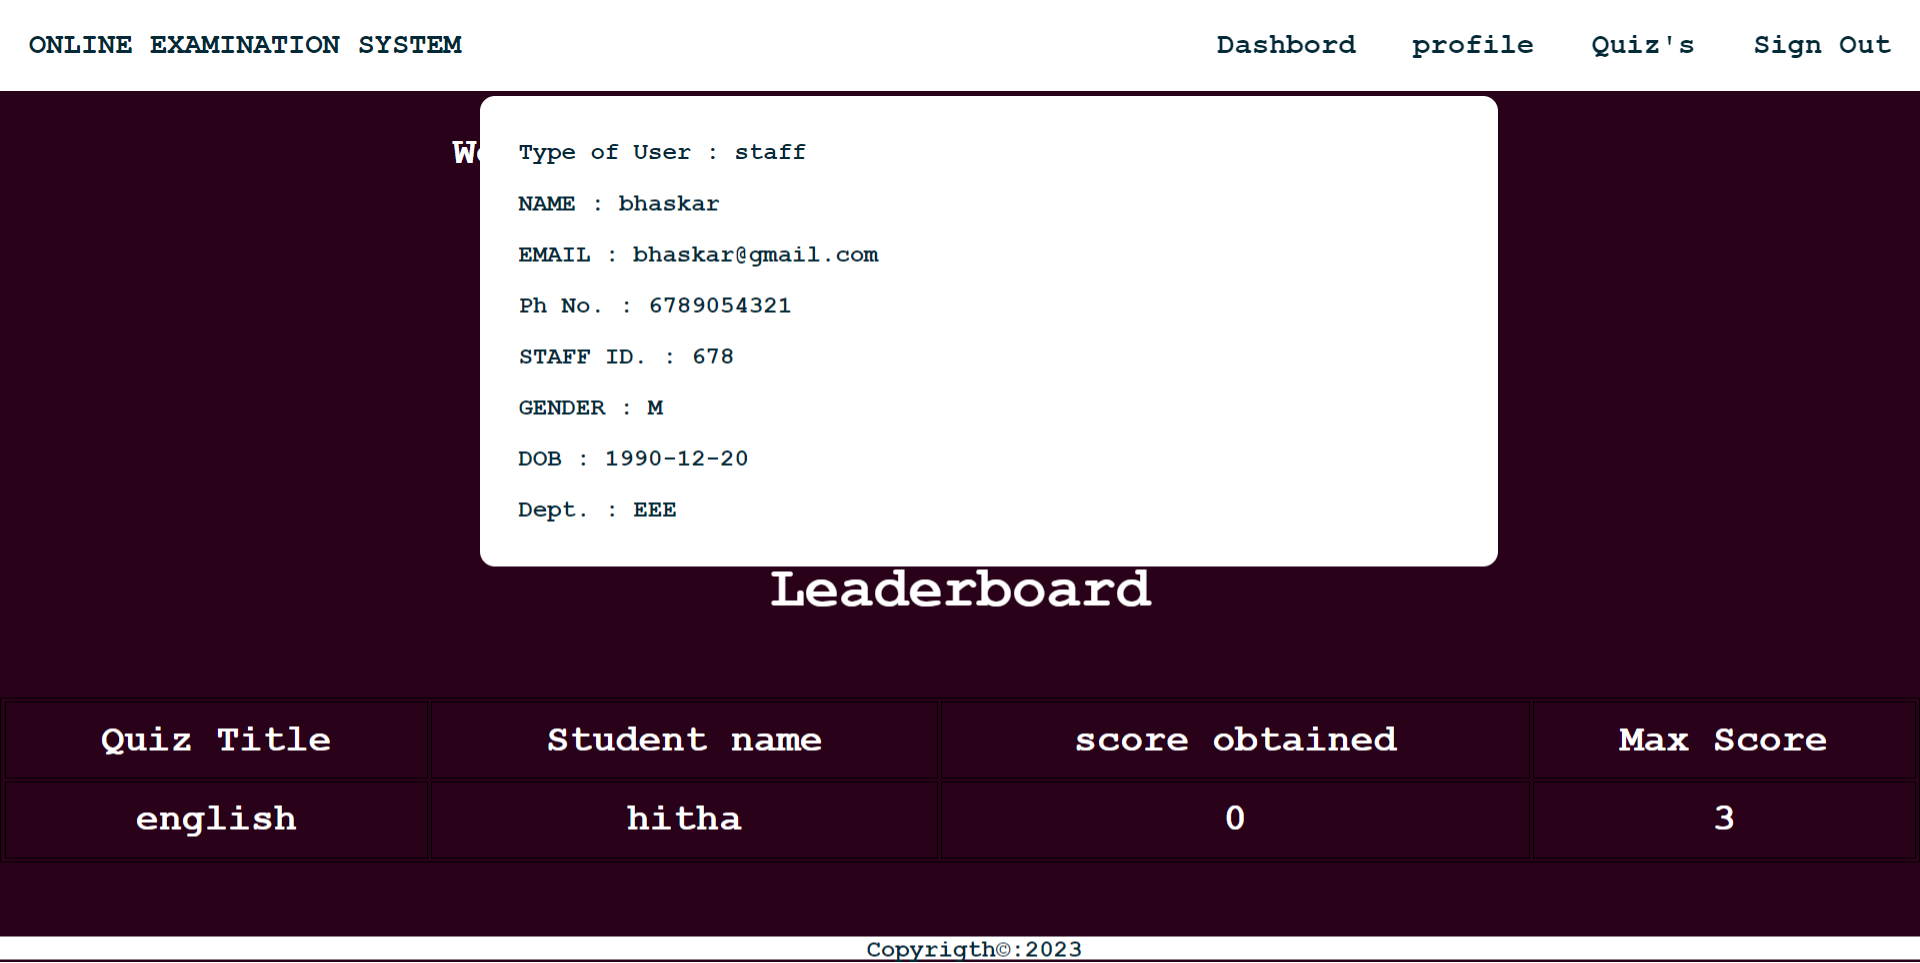 ONLINE EXAMINATION SYSTEM Dashbord profile Quiz's Sign Out
Type of User : staff
NAME : bhaskar
EMAIL : bhaskar@gmail.com
Ph No. : 6789054321
STAFF ID. : 678
GENDER : M
DOB : 1990-12-20
Dept. : EEE
Leaderboard
Quiz Title Student name score obtained Max Score
english hitha 0 3
Copyrigth©:2023